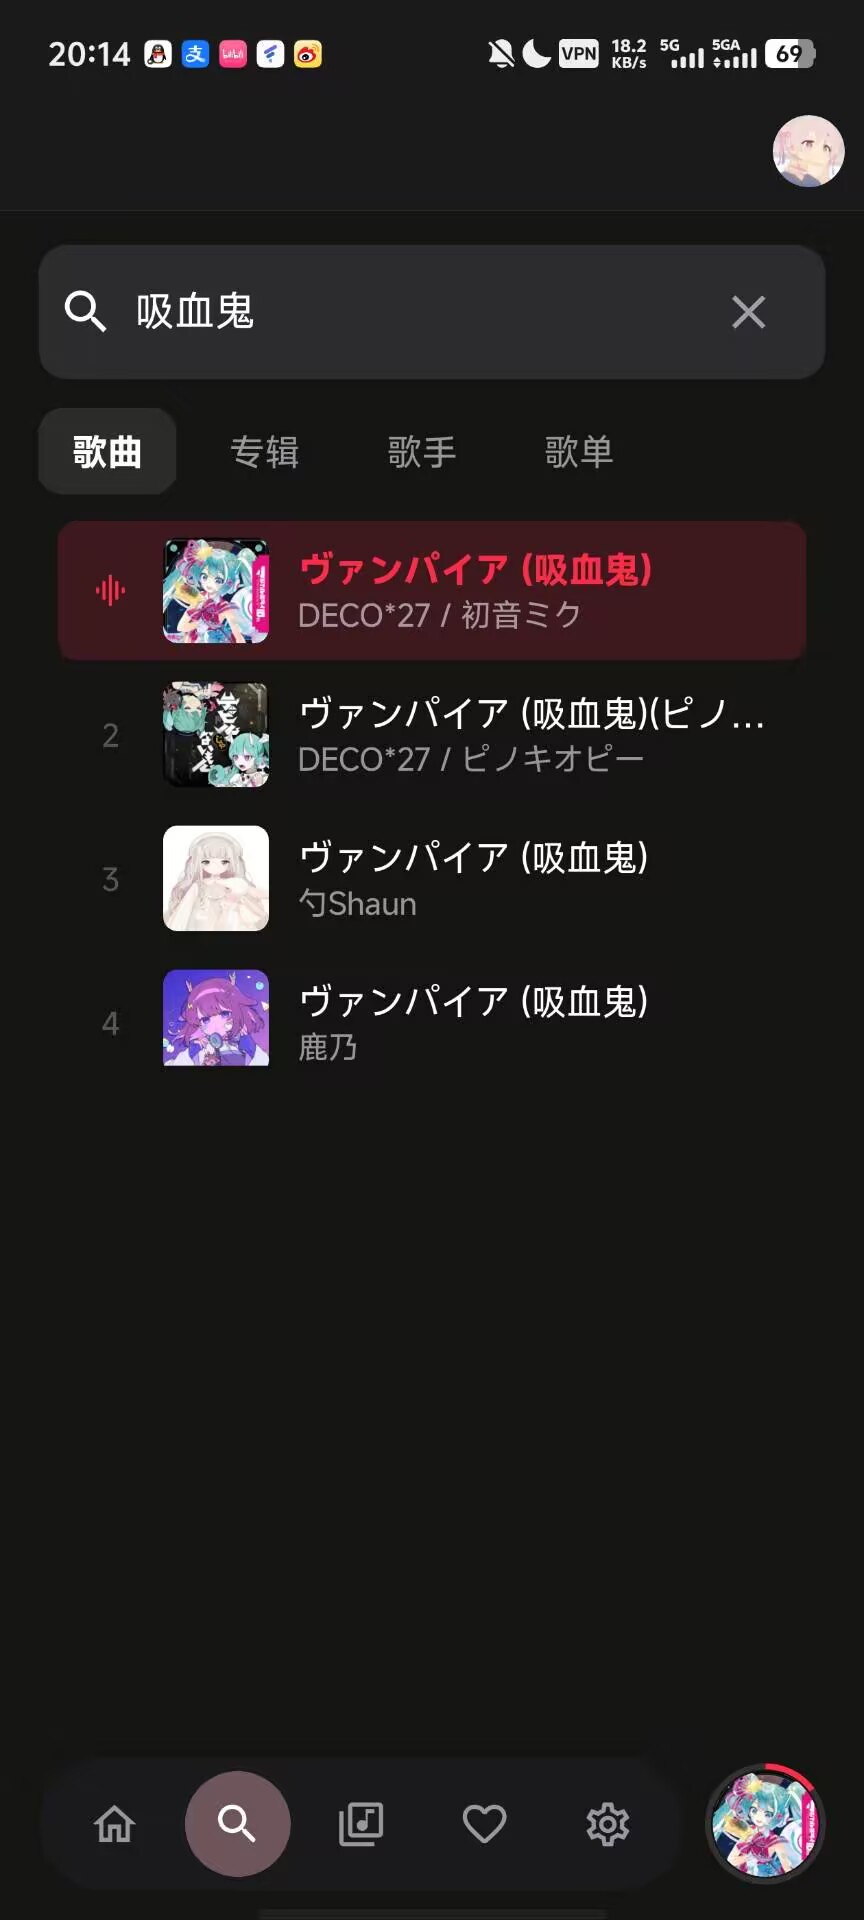 20:14
VPN
18.2 KB/s
5G
5GA
69
吸血鬼
歌曲
专辑
歌手
歌单
ヴァンパイア (吸血鬼)
DECO*27 / 初音ミク
2
ヴァンパイア (吸血鬼)(ピノ...
DECO*27 / ピノキオピー
3
ヴァンパイア (吸血鬼)
勺Shaun
4
ヴァンパイア (吸血鬼)
鹿乃